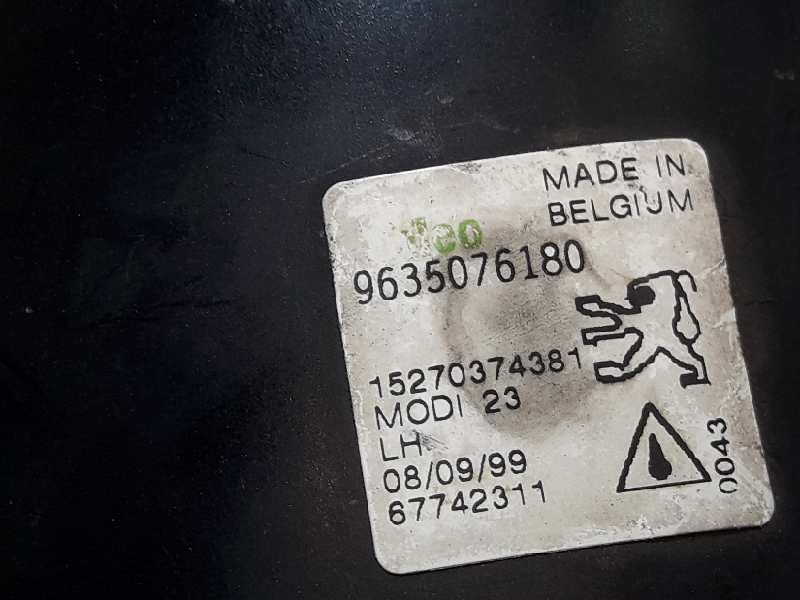 MADE IN
BELGIUM
9635076180
15270374381
MODI 23
LH
08/09/99
67742311
0043